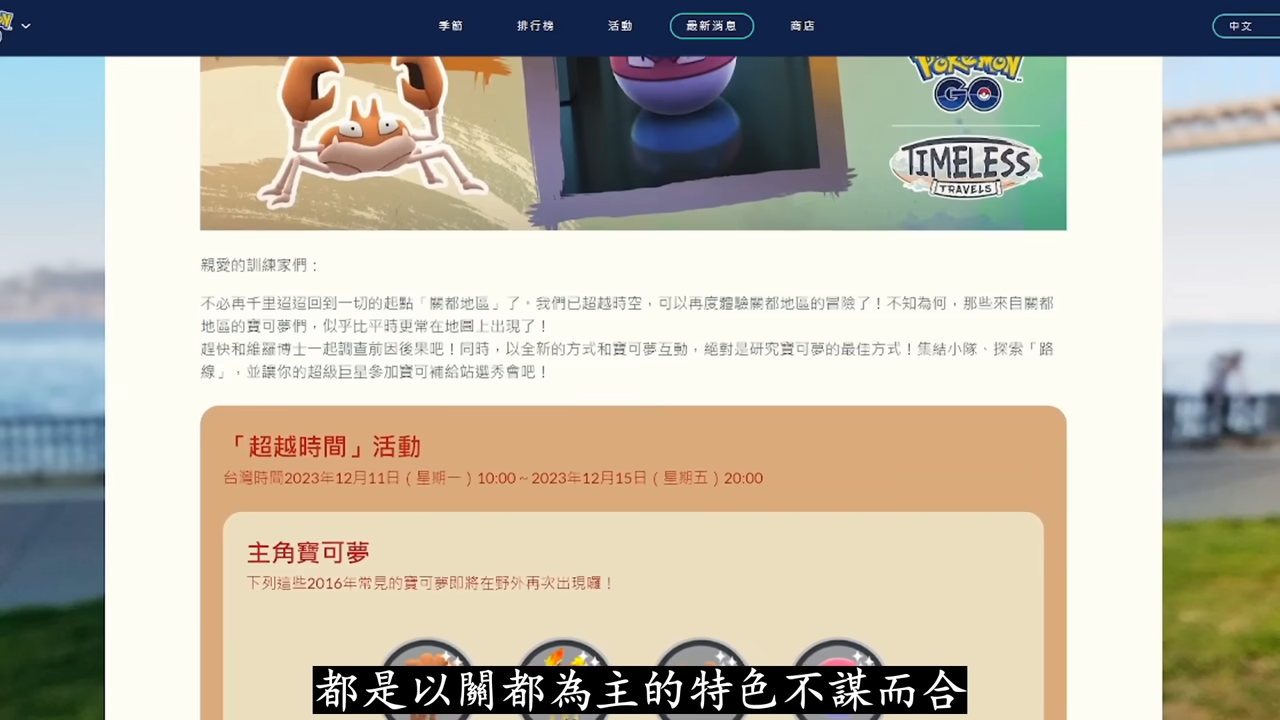 季節 排行榜 活動 最新消息 商店 中文
POKÉMON
GO
TIMELESS
TRAVELS
親愛的訓練家們：
不必再千里迢迢回到一切的起點「關都地區」了。我們已超越時空，可以再度體驗關都地區的冒險了！不知為何，那些來自關都
地區的寶可夢們，似乎比平時更常在地圖上出現了！
趕快和維羅博士一起調查前因後果吧！同時，以全新的方式和寶可夢互動，絕對是研究寶可夢的最佳方式！集結小隊、探索「路
線」，並讓你的超級巨星參加寶可補給站選秀會吧！
「超越時間」活動
台灣時間2023年12月11日（星期一）10:00 ~ 2023年12月15日（星期五）20:00
主角寶可夢
下列這些2016年常見的寶可夢即將在野外再次出現囉！
都是以關都為主的特色不謀而合